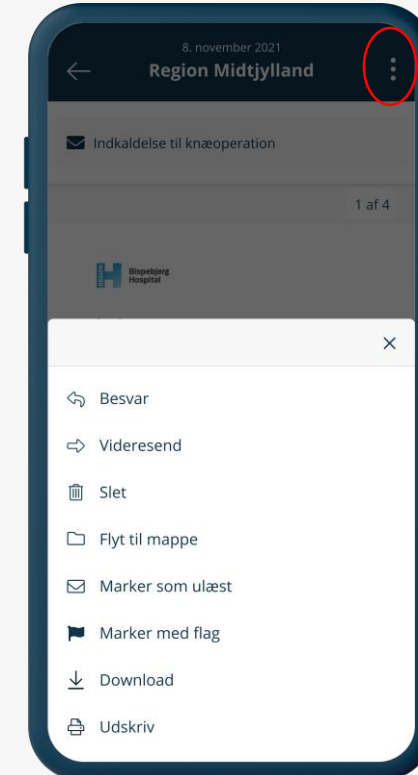 8. november 2021
Region Midtjylland
Indkaldelse til knæoperation
1 af 4
Bispebjerg
Hospital
Besvar
Videresend
Slet
Flyt til mappe
Marker som ulæst
Marker med flag
Download
Udskriv